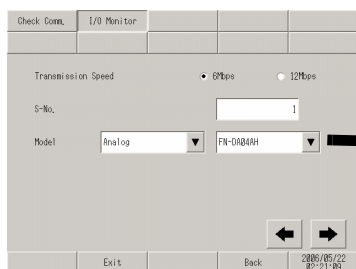 Check Comm. I/O Monitor
Transmission Speed 6Mbps 12Mbps
S-No. 1
Model Analog FN-DA04AH
Exit Back 2006/05/22
02:21:09